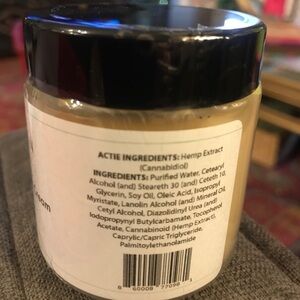 ACTIE INGREDIENTS: Hemp Extract
(Cannabidiol)
INGREDIENTS: Purified Water, Cetearyl
Alcohol (and) Steareth 30 (and) Ceteth 10,
Glycerin, Soy Oil, Oleic Acid, Isopropyl
Myristate, Lanolin Alcohol (and) Mineral Oil,
Cetyl Alcohol, Diazolidinyl Urea (and)
Iodopropynyl Butylcarbamate, Tocopherol
Acetate, Cannabinoid (Hemp Extract),
Caprylic/Capric Triglyceride,
Palmitoylethanolamide